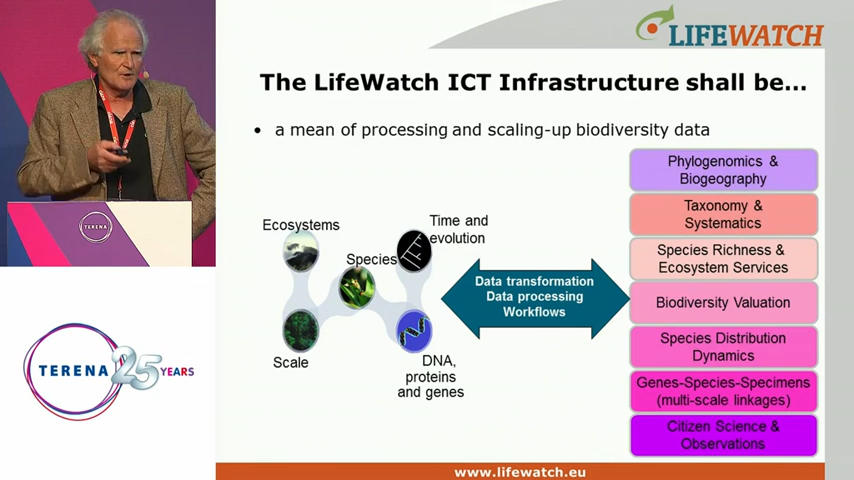 LIFEWATCH
The LifeWatch ICT Infrastructure shall be...
• a mean of processing and scaling-up biodiversity data
Ecosystems
Time and
evolution
Species
Scale
DNA,
proteins
and genes
Data transformation
Data processing
Workflows
Phylogenomics &
Biogeography
Taxonomy &
Systematics
Species Richness &
Ecosystem Services
Biodiversity Valuation
Species Distribution
Dynamics
Genes-Species-Specimens
(multi-scale linkages)
Citizen Science &
Observations
www.lifewatch.eu
TERENA
TERENA 25 YEARS